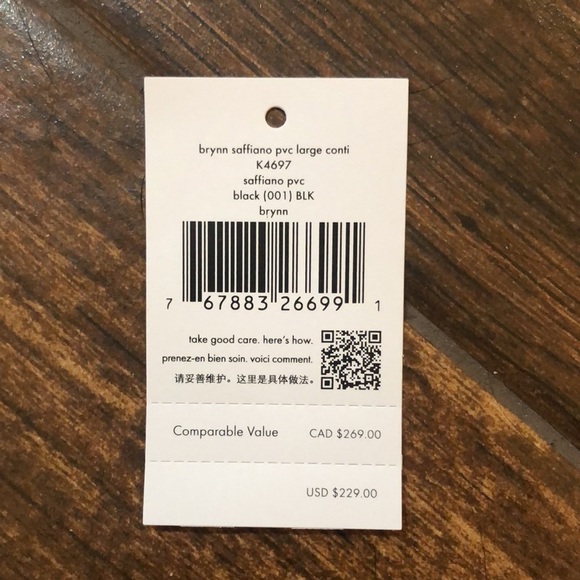 brynn saffiano pvc large conti
K4697
saffiano pvc
black (001) BLK
brynn
7 67883 26699 1
take good care. here's how.
prenez-en bien soin. voici comment.
请妥善维护。这里是具体做法。
Comparable Value CAD $269.00
USD $229.00